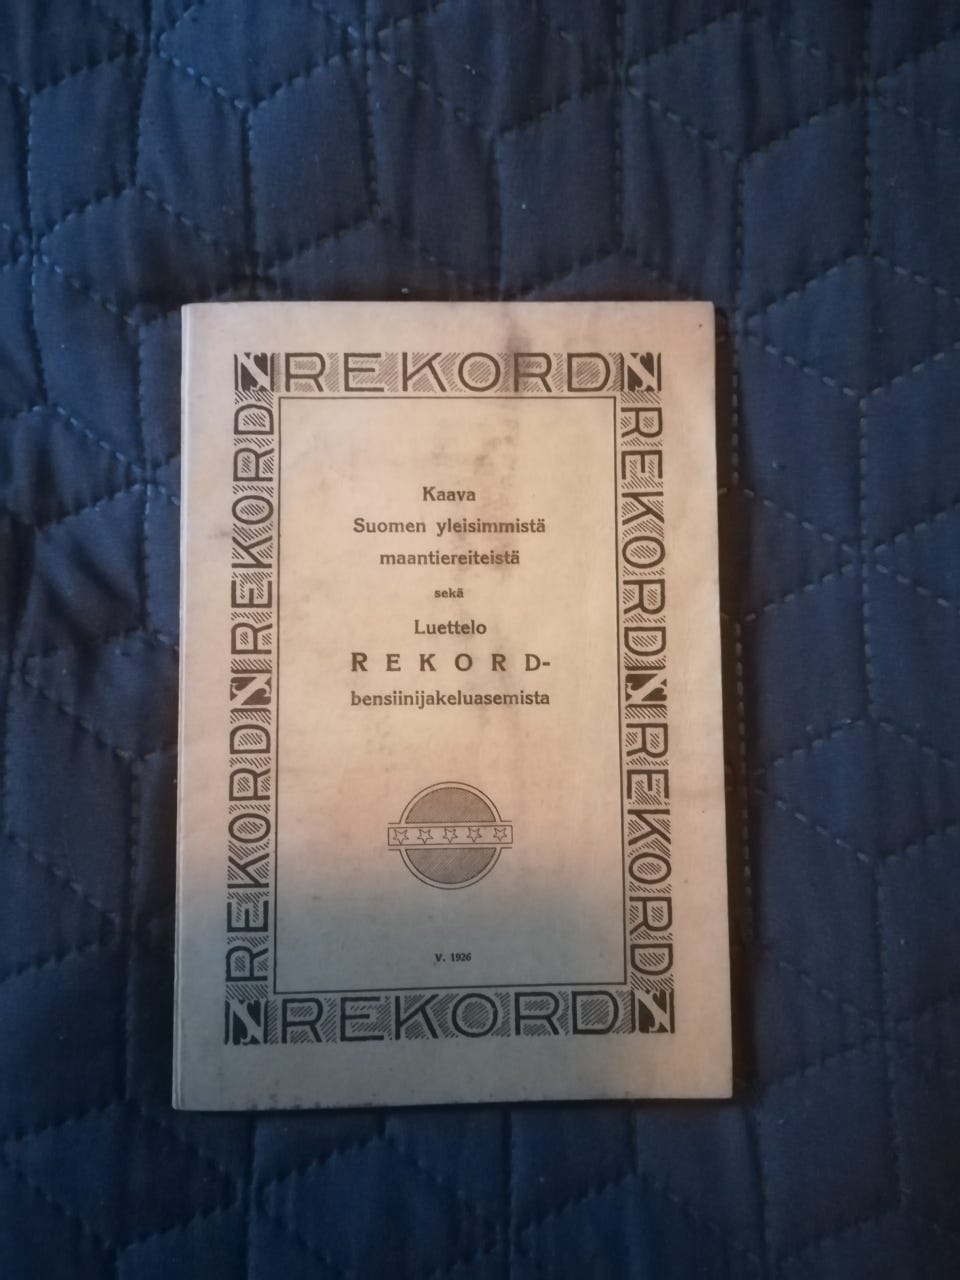 REKORD
REKORD REKORD
REKORD REKORD
Kaava
Suomen yleisimmistä
maantiereiteistä
sekä
Luettelo
REKORD-
bensiinijakeluasemista
V. 1926
REKORD